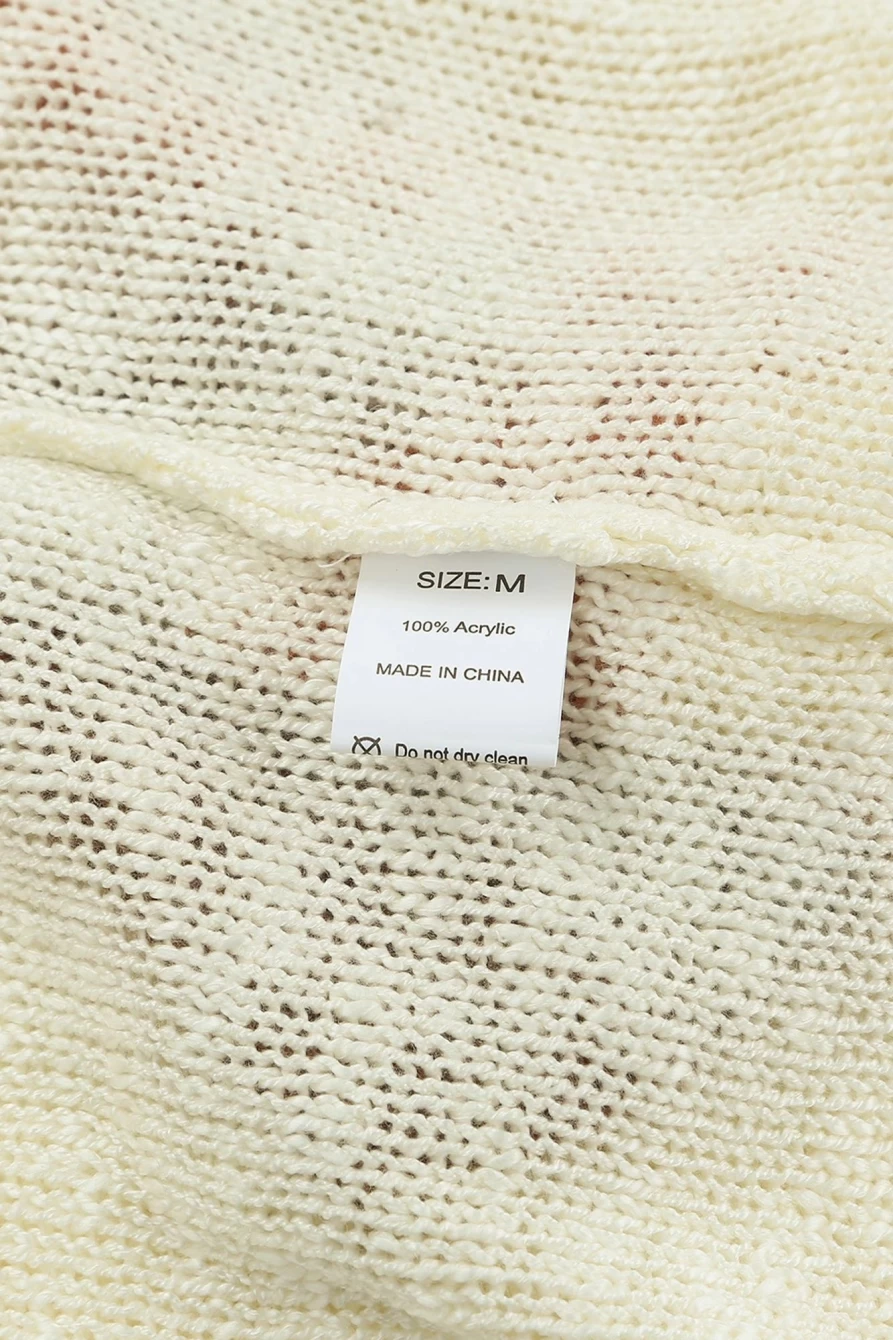 SIZE: M
100% Acrylic
MADE IN CHINA
Do not dry clean